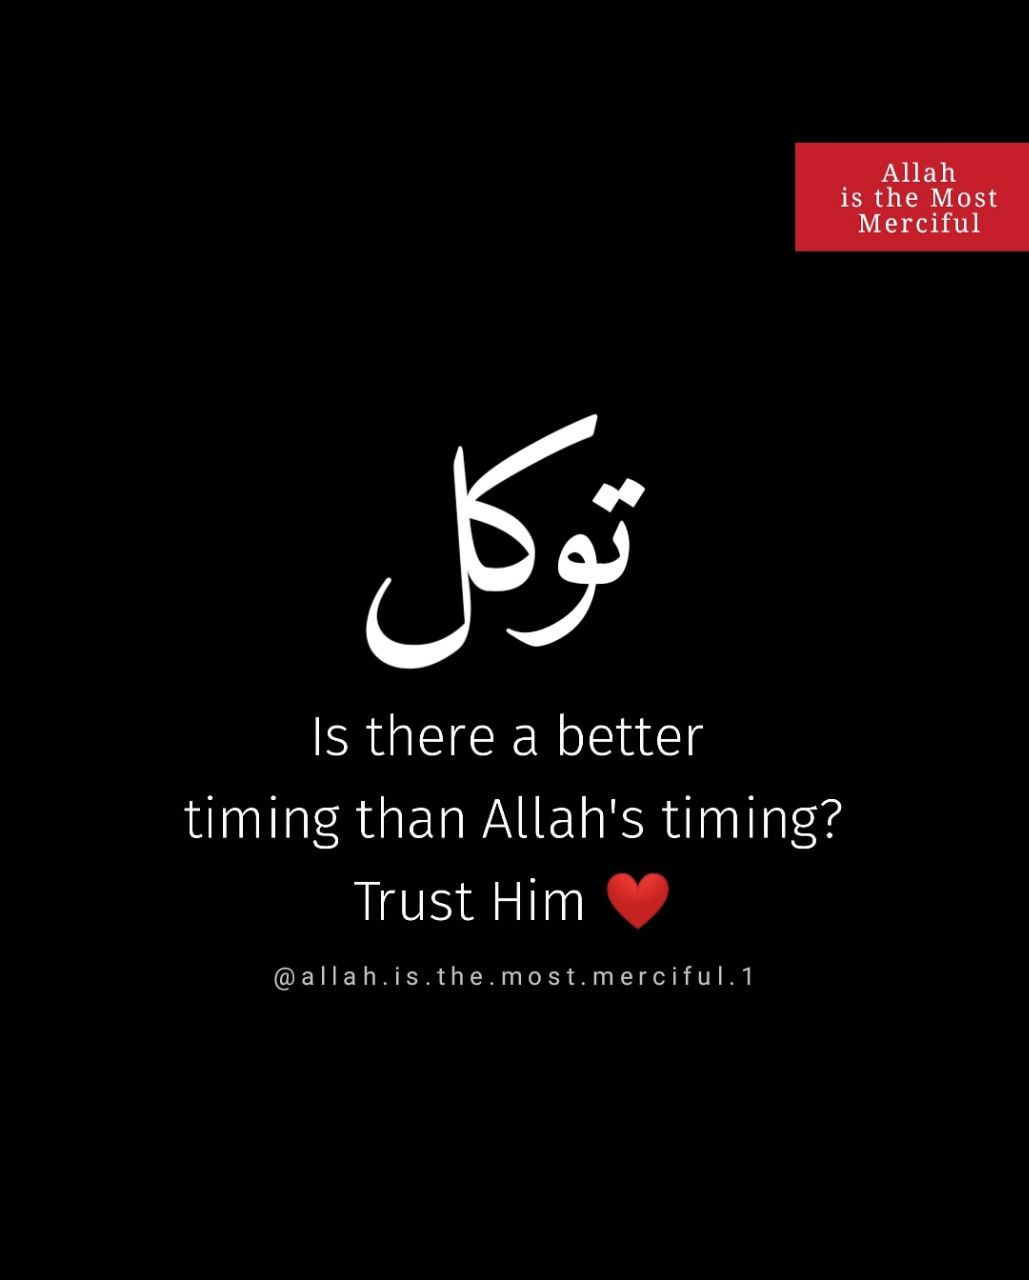 Allah
is the Most
Merciful
توكل
Is there a better
timing than Allah's timing?
Trust Him ❤️
@allah.is.the.most.merciful.1